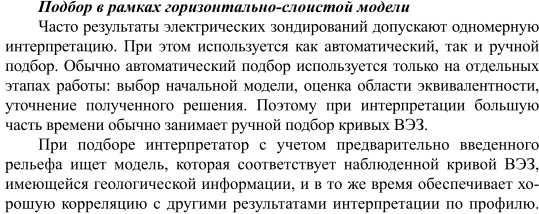 Подбор в рамках горизонтально-слоистой модели
Часто результаты электрических зондирований допускают одномерную
интерпретацию. При этом используется как автоматический, так и ручной
подбор. Обычно автоматический подбор используется только на отдельных
этапах работы: выбор начальной модели, оценка области эквивалентности,
уточнение полученного решения. Поэтому при интерпретации большую
часть времени обычно занимает ручной подбор кривых ВЭЗ.
При подборе интерпретатор с учетом предварительно введенного
рельефа ищет модель, которая соответствует наблюденной кривой ВЭЗ,
имеющейся геологической информации, и в то же время обеспечивает хо-
рошую корреляцию с другими результатами интерпретации по профилю.